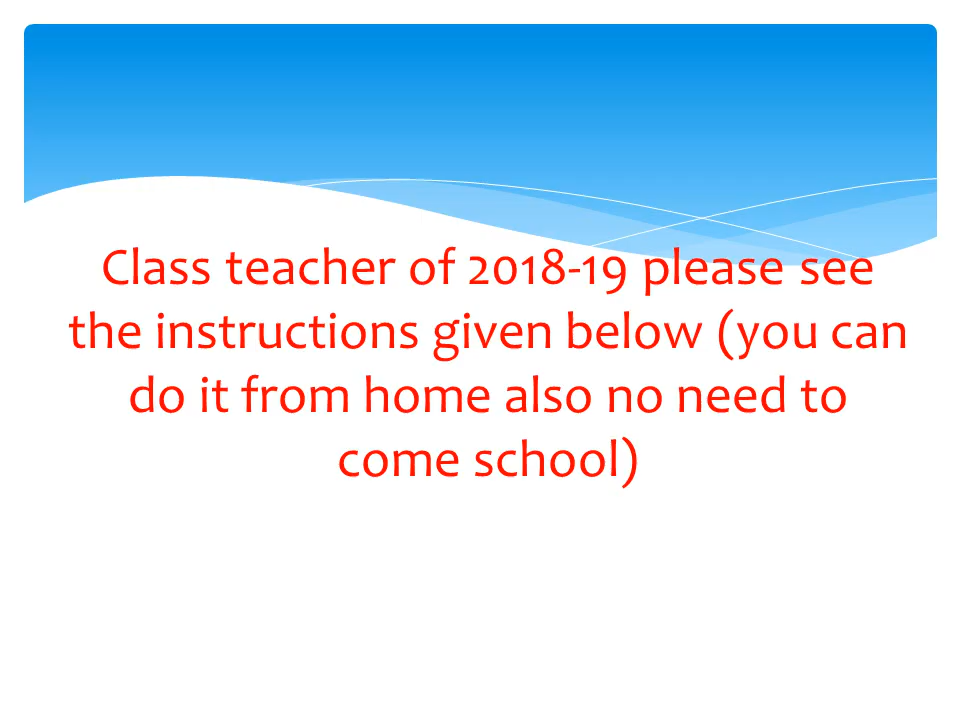 Class teacher of 2018-19 please see
the instructions given below (you can
do it from home also no need to
come school)